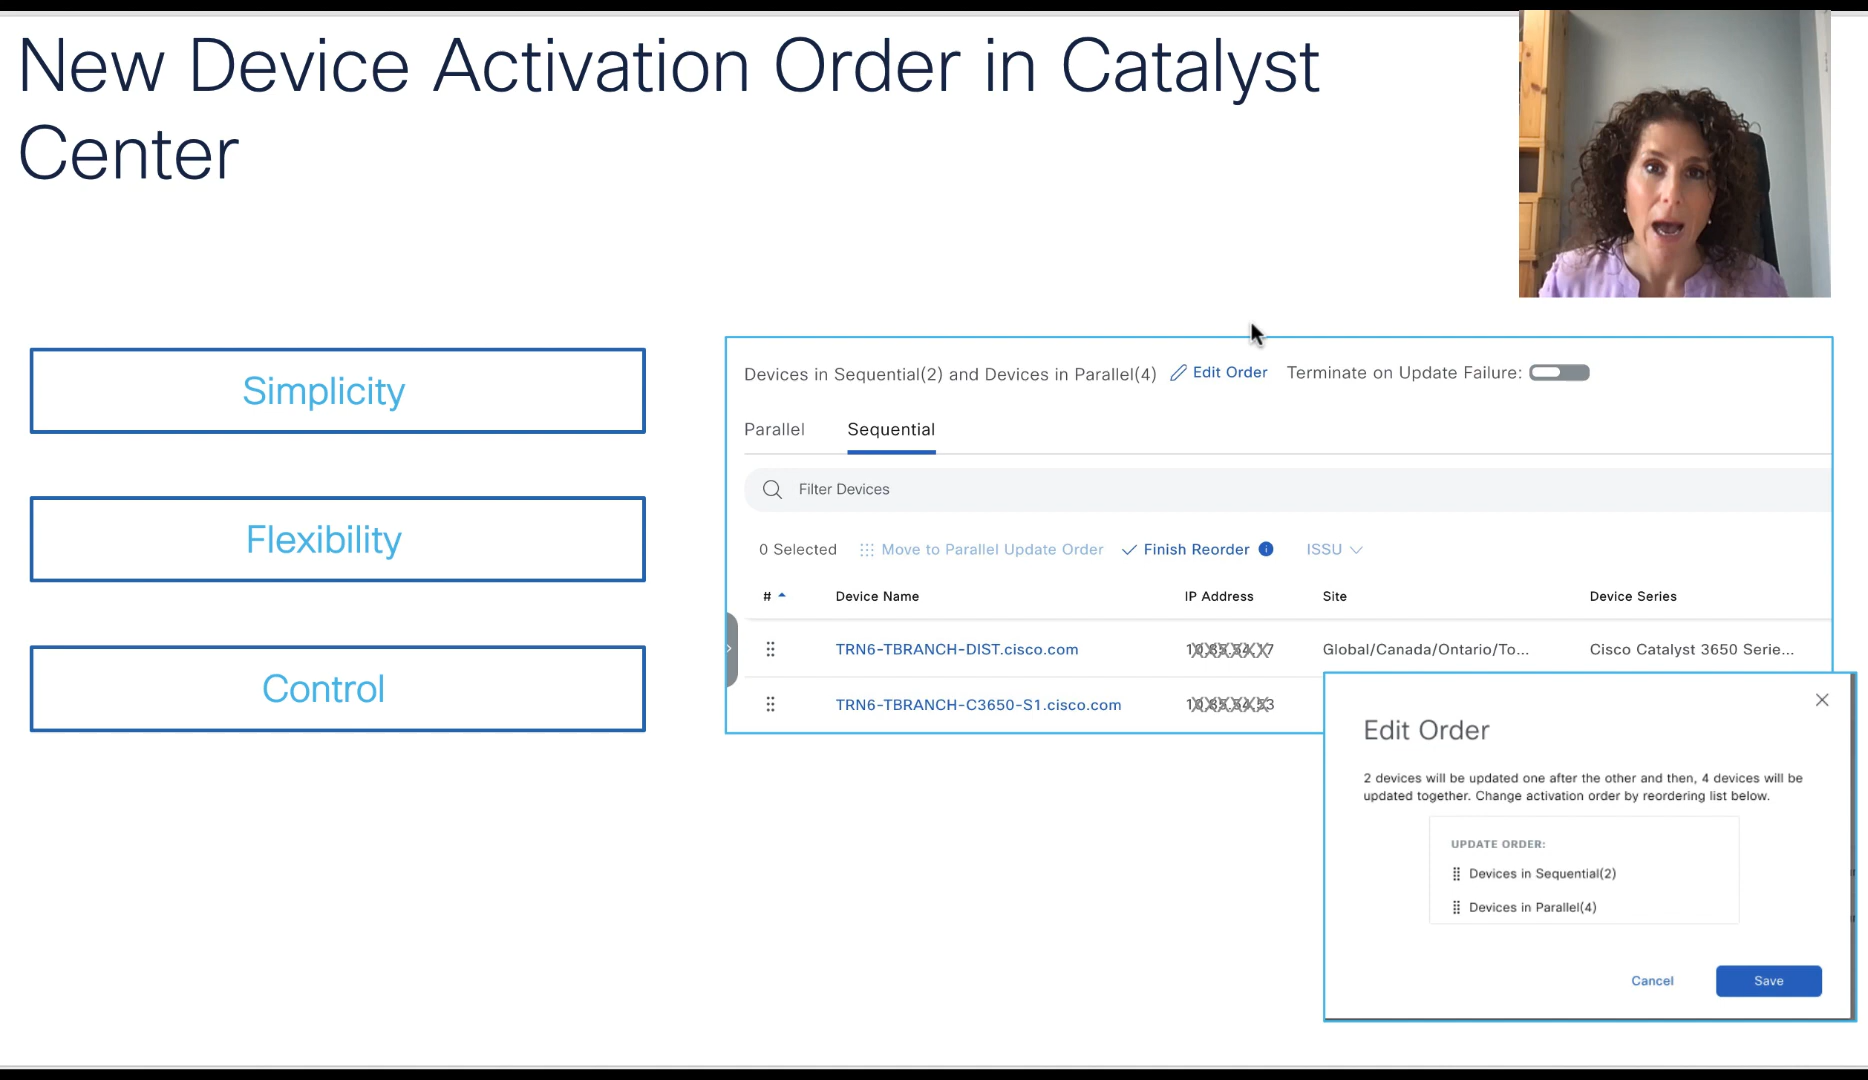 New Device Activation Order in Catalyst
Center
Simplicity
Flexibility
Control
Devices in Sequential(2) and Devices in Parallel(4) Edit Order Terminate on Update Failure:
Parallel Sequential
Filter Devices
0 Selected Move to Parallel Update Order Finish Reorder ISSU
# Device Name IP Address Site Device Series
TRN6-TBRANCH-DIST.cisco.com Global/Canada/Ontario/To... Cisco Catalyst 3650 Serie...
TRN6-TBRANCH-C3650-S1.cisco.com
Edit Order
2 devices will be updated one after the other and then, 4 devices will be
updated together. Change activation order by reordering list below.
UPDATE ORDER:
Devices in Sequential(2)
Devices in Parallel(4)
Cancel Save